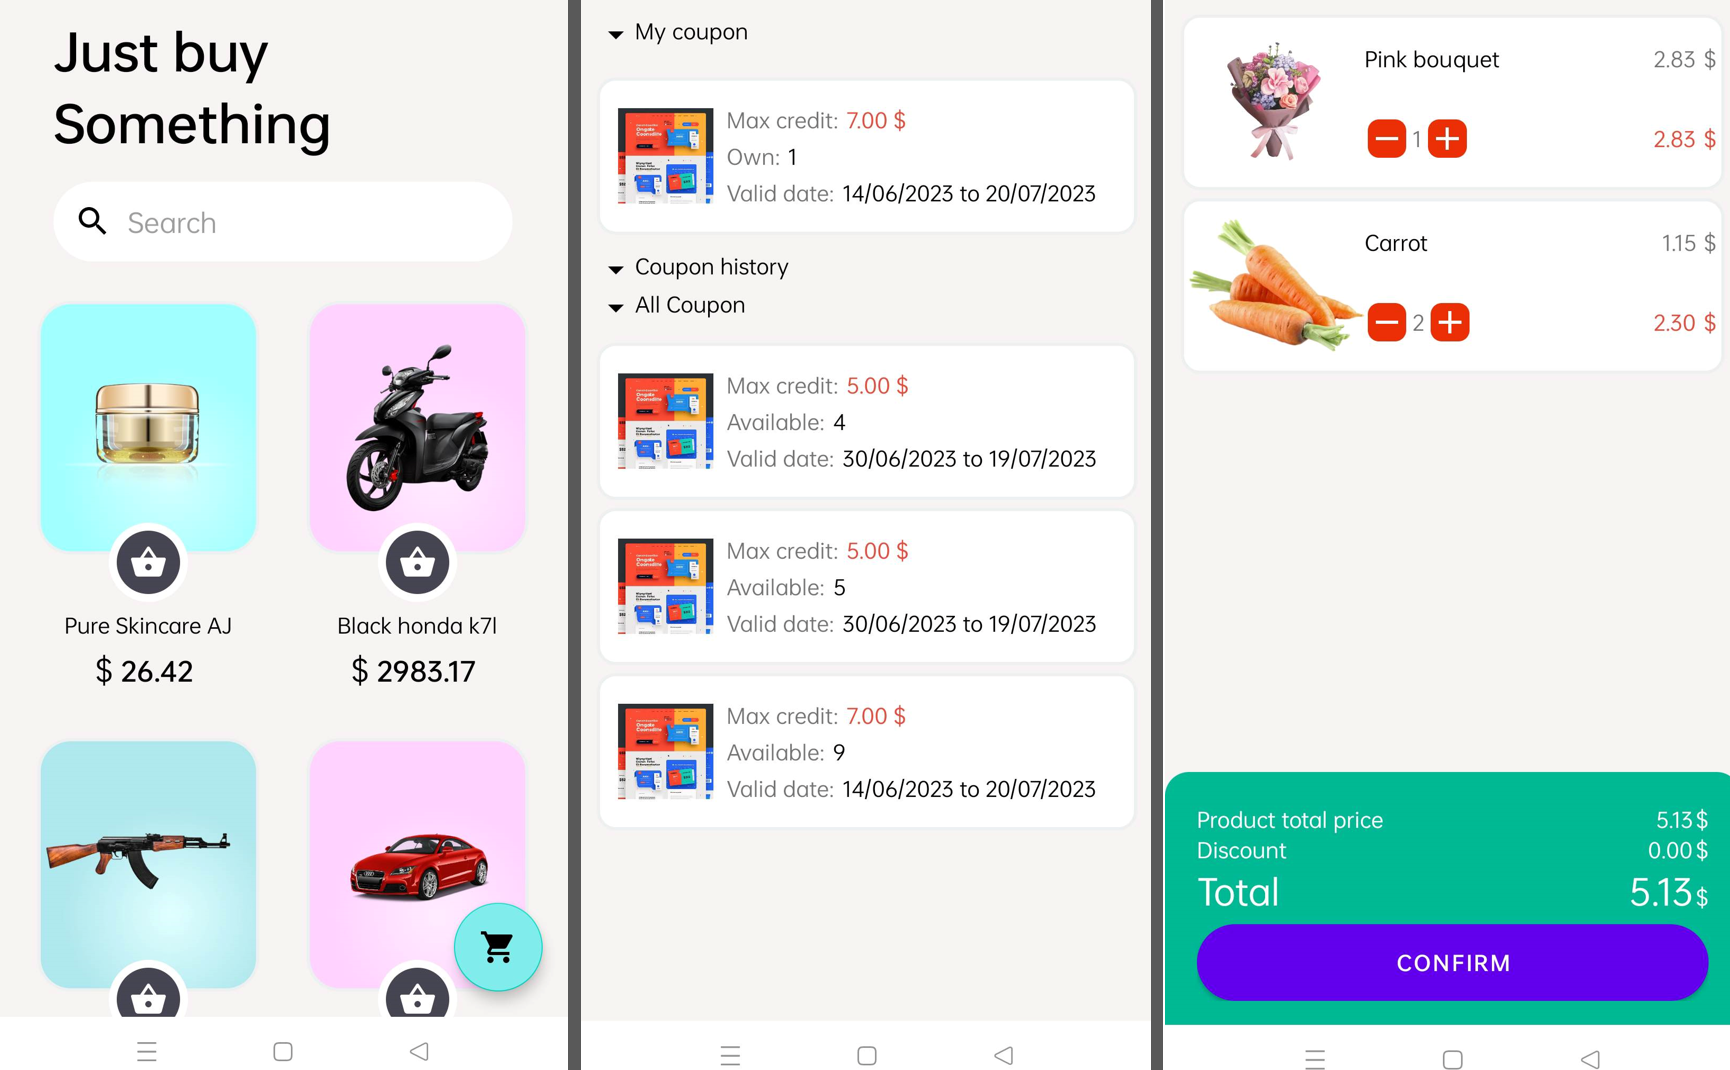 Just buy
Something
Search
Pure Skincare AJ
Black honda k7l
$ 26.42
$ 2983.17
My coupon
Max credit: 7.00 $
Own: 1
Valid date: 14/06/2023 to 20/07/2023
Coupon history
All Coupon
Max credit: 5.00 $
Available: 4
Valid date: 30/06/2023 to 19/07/2023
Max credit: 5.00 $
Available: 5
Valid date: 30/06/2023 to 19/07/2023
Max credit: 7.00 $
Available: 9
Valid date: 14/06/2023 to 20/07/2023
Pink bouquet 2.83 $
1 2.83 $
Carrot 1.15 $
2 2.30 $
Product total price 5.13 $
Discount 0.00 $
Total 5.13 $
CONFIRM